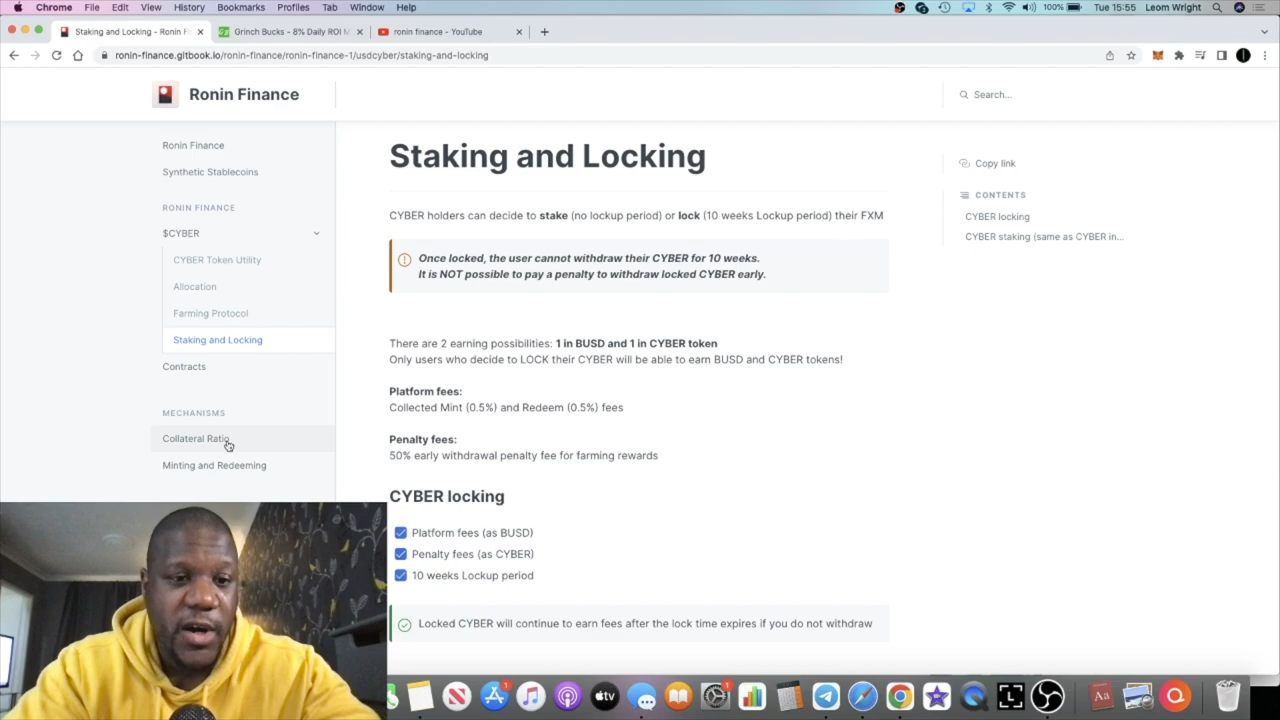 Chrome File Edit View History Bookmarks Profiles Tab Window Help 100% Tue 15:55 Leom Wright
Staking and Locking - Ronin Fi
Grinch Bucks - 8% Daily ROI M
ronin finance - YouTube
ronin-finance.gitbook.io/ronin-finance/ronin-finance-1/usdcyber/staking-and-locking
Ronin Finance
Search...
Ronin Finance
Synthetic Stablecoins
RONIN FINANCE
$CYBER
CYBER Token Utility
Allocation
Farming Protocol
Staking and Locking
Contracts
MECHANISMS
Collateral Ratio
Minting and Redeeming
Staking and Locking
CYBER holders can decide to stake (no lockup period) or lock (10 weeks Lockup period) their FXM
Once locked, the user cannot withdraw their CYBER for 10 weeks.
It is NOT possible to pay a penalty to withdraw locked CYBER early.
There are 2 earning possibilities: 1 in BUSD and 1 in CYBER token
Only users who decide to LOCK their CYBER will be able to earn BUSD and CYBER tokens!
Platform fees:
Collected Mint (0.5%) and Redeem (0.5%) fees
Penalty fees:
50% early withdrawal penalty fee for farming rewards
CYBER locking
Platform fees (as BUSD)
Penalty fees (as CYBER)
10 weeks Lockup period
Locked CYBER will continue to earn fees after the lock time expires if you do not withdraw
Copy link
CONTENTS
CYBER locking
CYBER staking (same as CYBER in...
tv
1
1
Aa